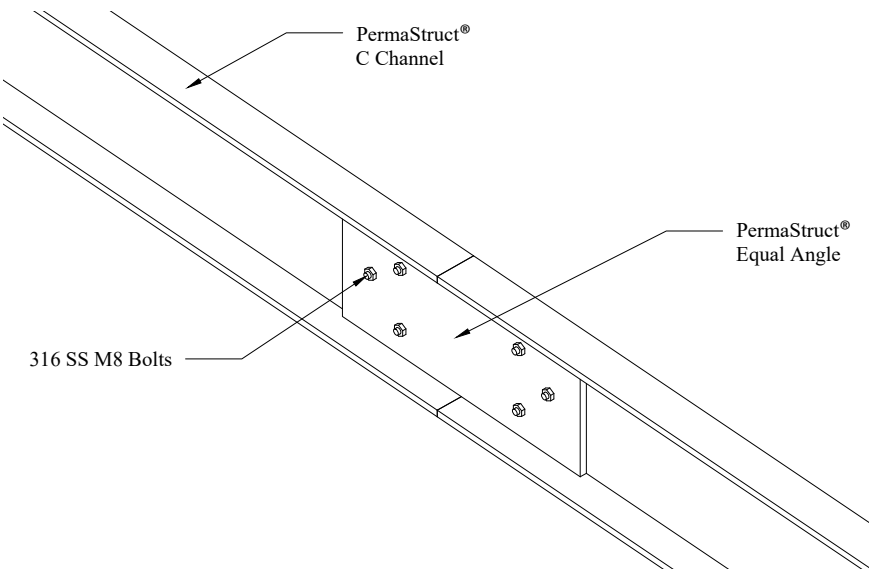 PermaStruct®
C Channel
PermaStruct®
Equal Angle
316 SS M8 Bolts